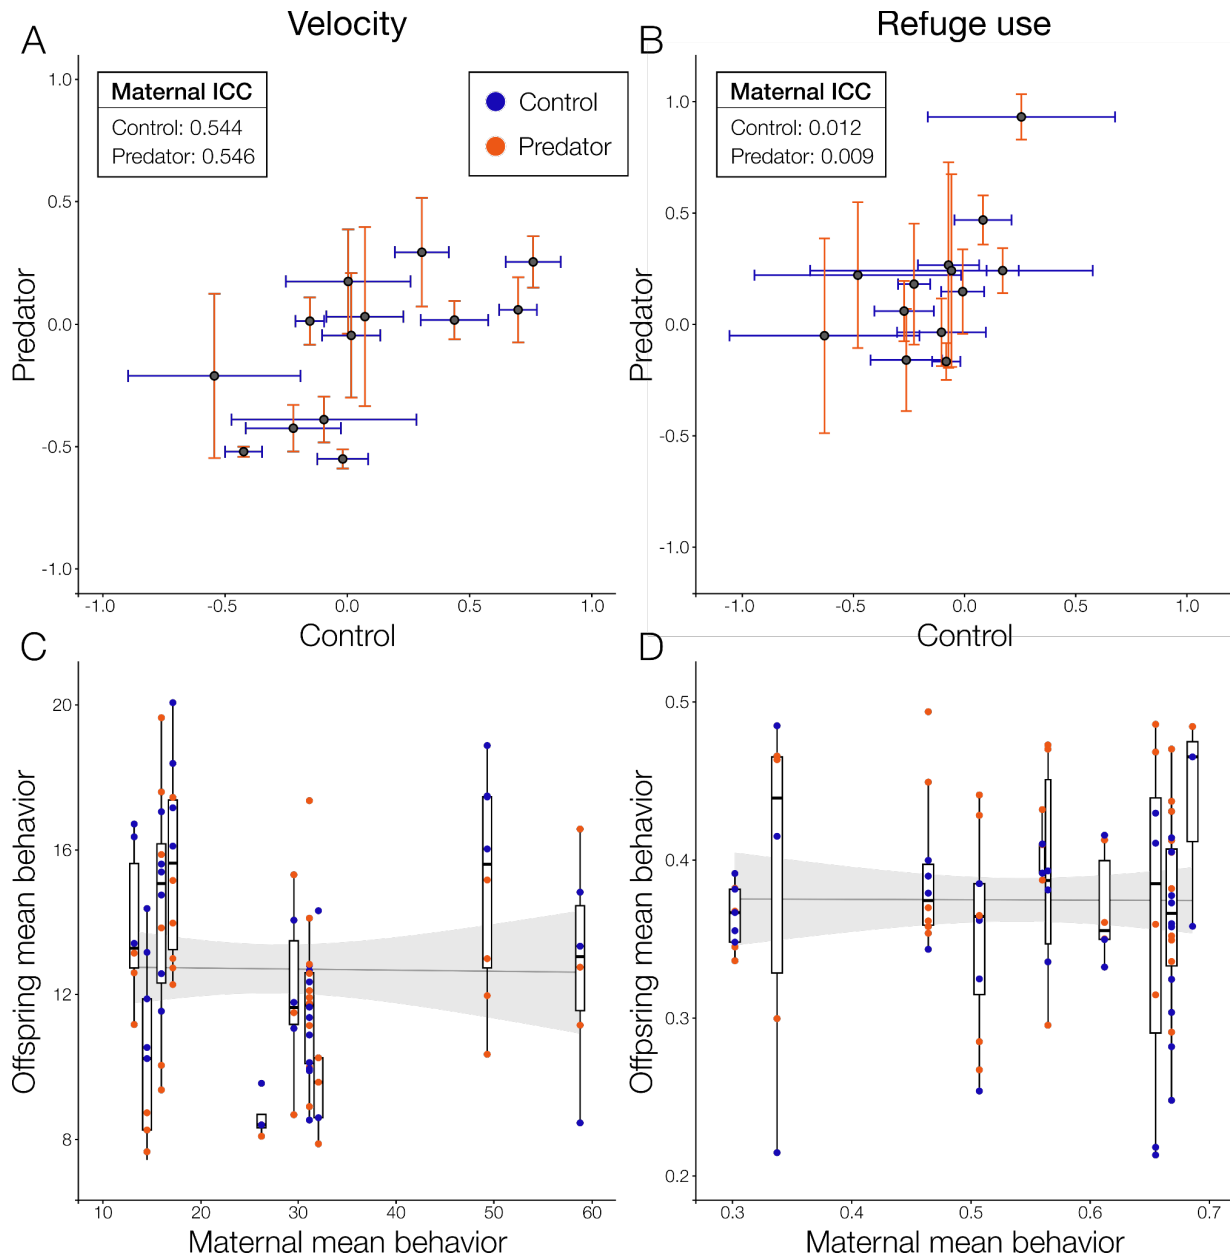 Velocity
Refuge use
A
B
Maternal ICC
Control: 0.544
Predator: 0.546
Control
Predator
Maternal ICC
Control: 0.012
Predator: 0.009
1.0
0.5
0.0
-0.5
-1.0
Predator
-1.0
-0.5
0.0
0.5
1.0
Control
1.0
0.5
0.0
-0.5
-1.0
Predator
-1.0
-0.5
0.0
0.5
1.0
Control
C
D
20
16
12
8
Offspring mean behavior
10
20
30
40
50
60
Maternal mean behavior
0.5
0.4
0.3
0.2
Offpsring mean behavior
0.3
0.4
0.5
0.6
0.7
Maternal mean behavior